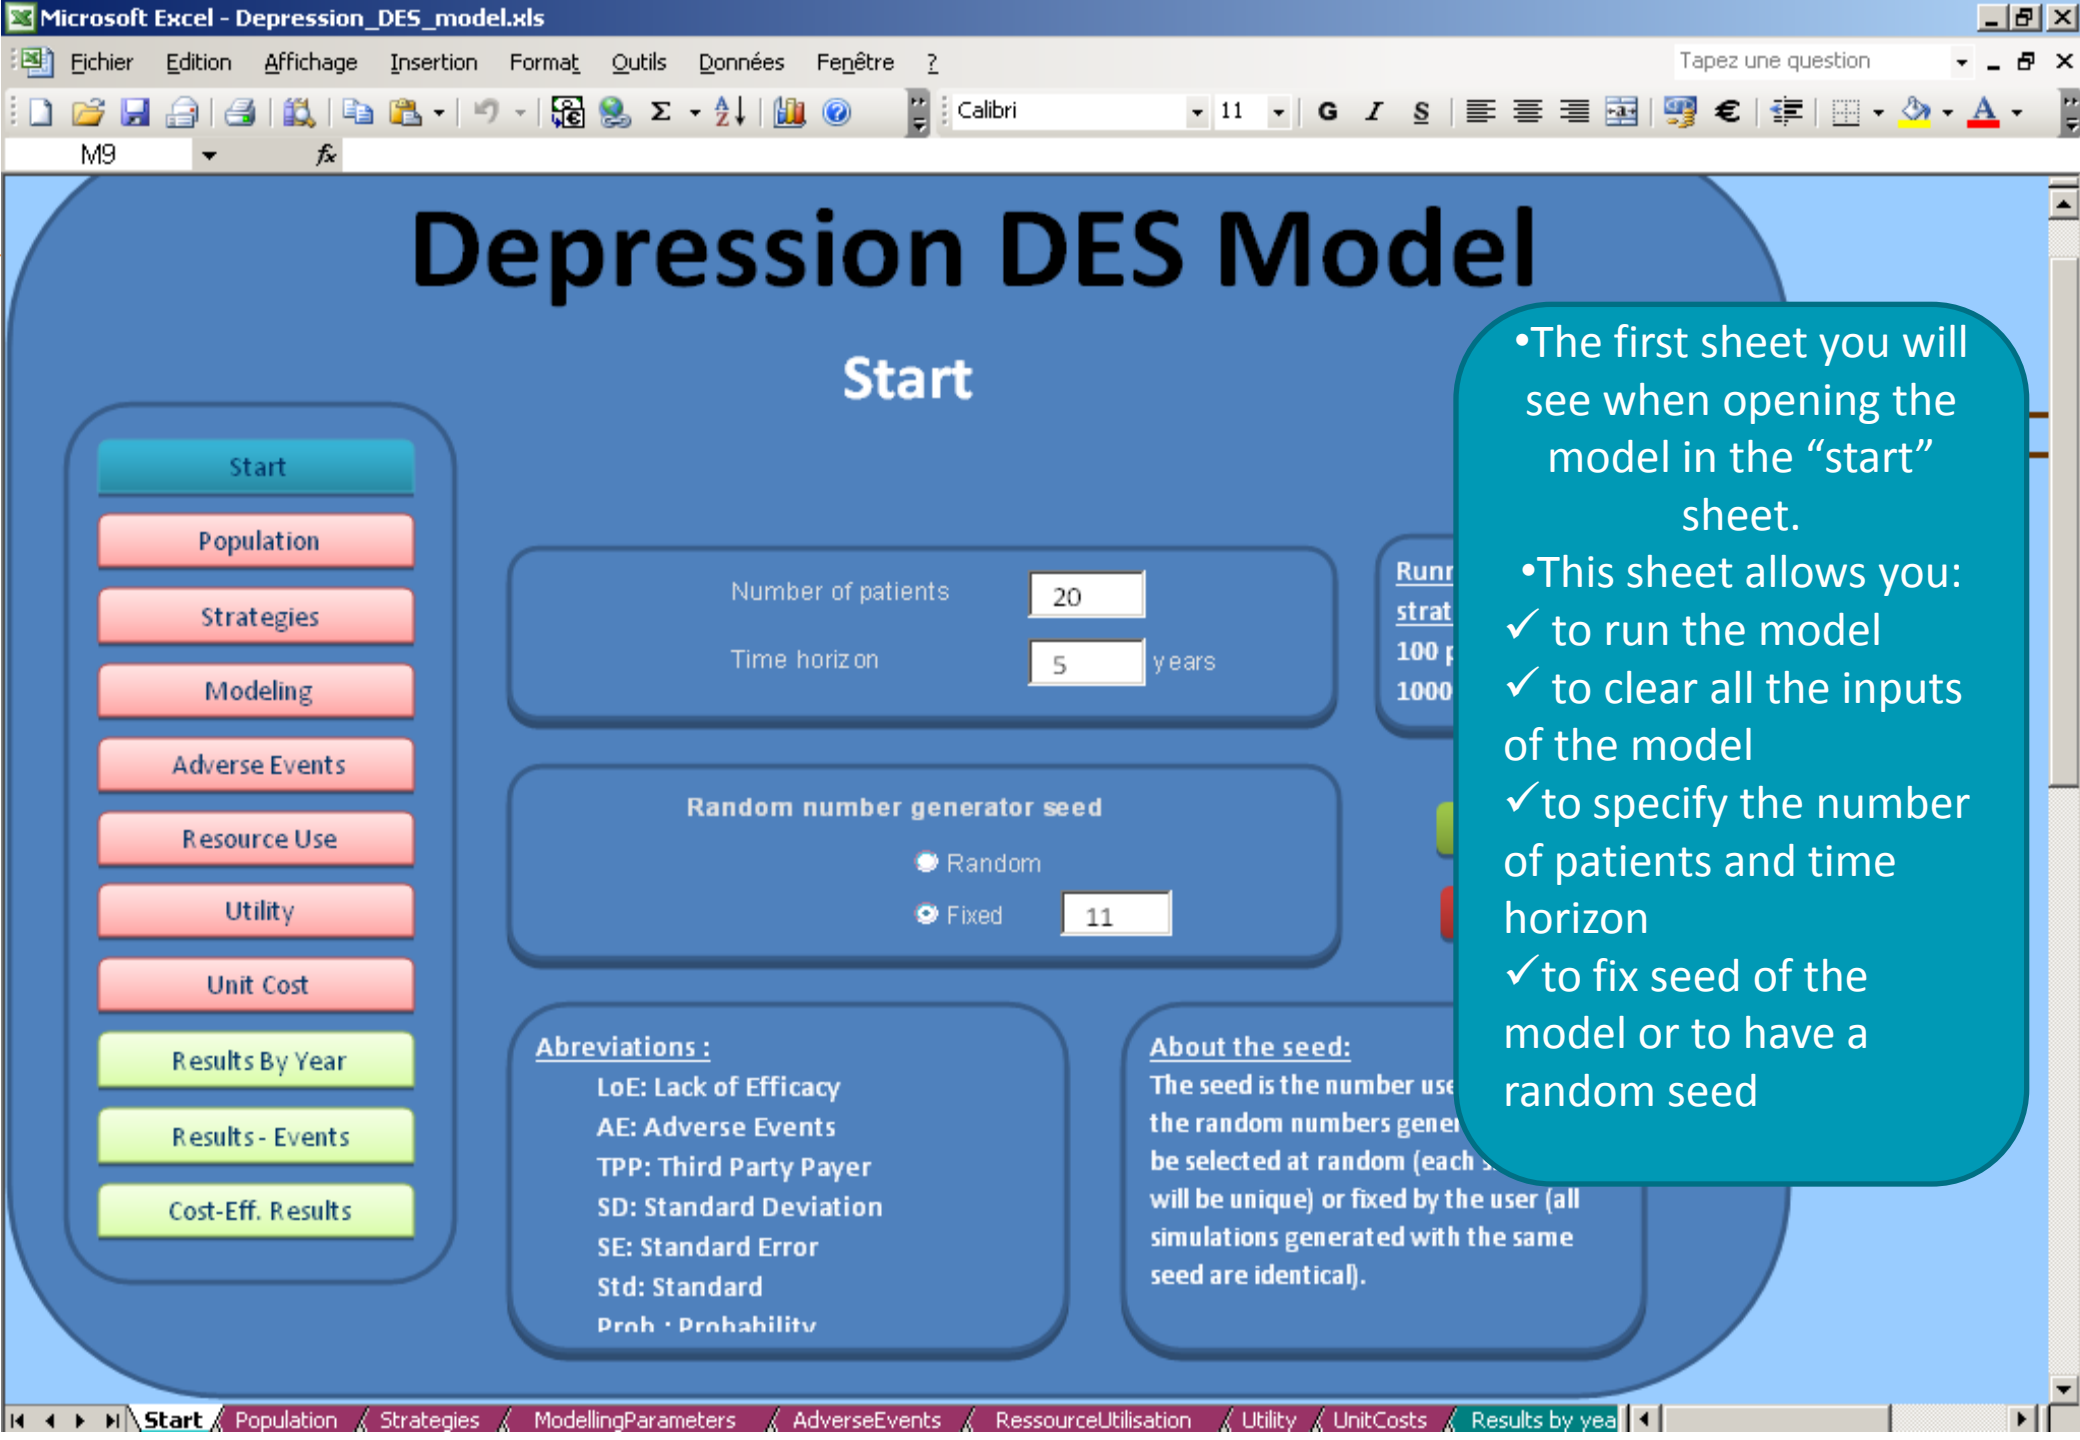 Microsoft Excel - Depression_DES_model.xls
Fichier Edition Affichage Insertion Format Outils Données Fenêtre ?
Tapez une question
Calibri 11 G I S
M9 fx
Depression DES Model
Start
Start
Population
Strategies
Modeling
Adverse Events
Resource Use
Utility
Unit Cost
Results By Year
Results - Events
Cost-Eff. Results
Number of patients 20
Time horizon 5 years
Random number generator seed
Random
Fixed 11
Abreviations :
LoE: Lack of Efficacy
AE: Adverse Events
TPP: Third Party Payer
SD: Standard Deviation
SE: Standard Error
Std: Standard
Prob : Probability
100
1000
About the seed:
The seed is the number
the random numbers
be selected at random (each
will be unique) or fixed by the user (all
simulations generated with the same
seed are identical).
•The first sheet you will
see when opening the
model in the “start”
sheet.
•This sheet allows you:
✓ to run the model
✓ to clear all the inputs
of the model
✓to specify the number
of patients and time
horizon
✓to fix seed of the
model or to have a
random seed
Start Population Strategies ModellingParameters AdverseEvents RessourceUtilisation Utility UnitCosts Results by yea